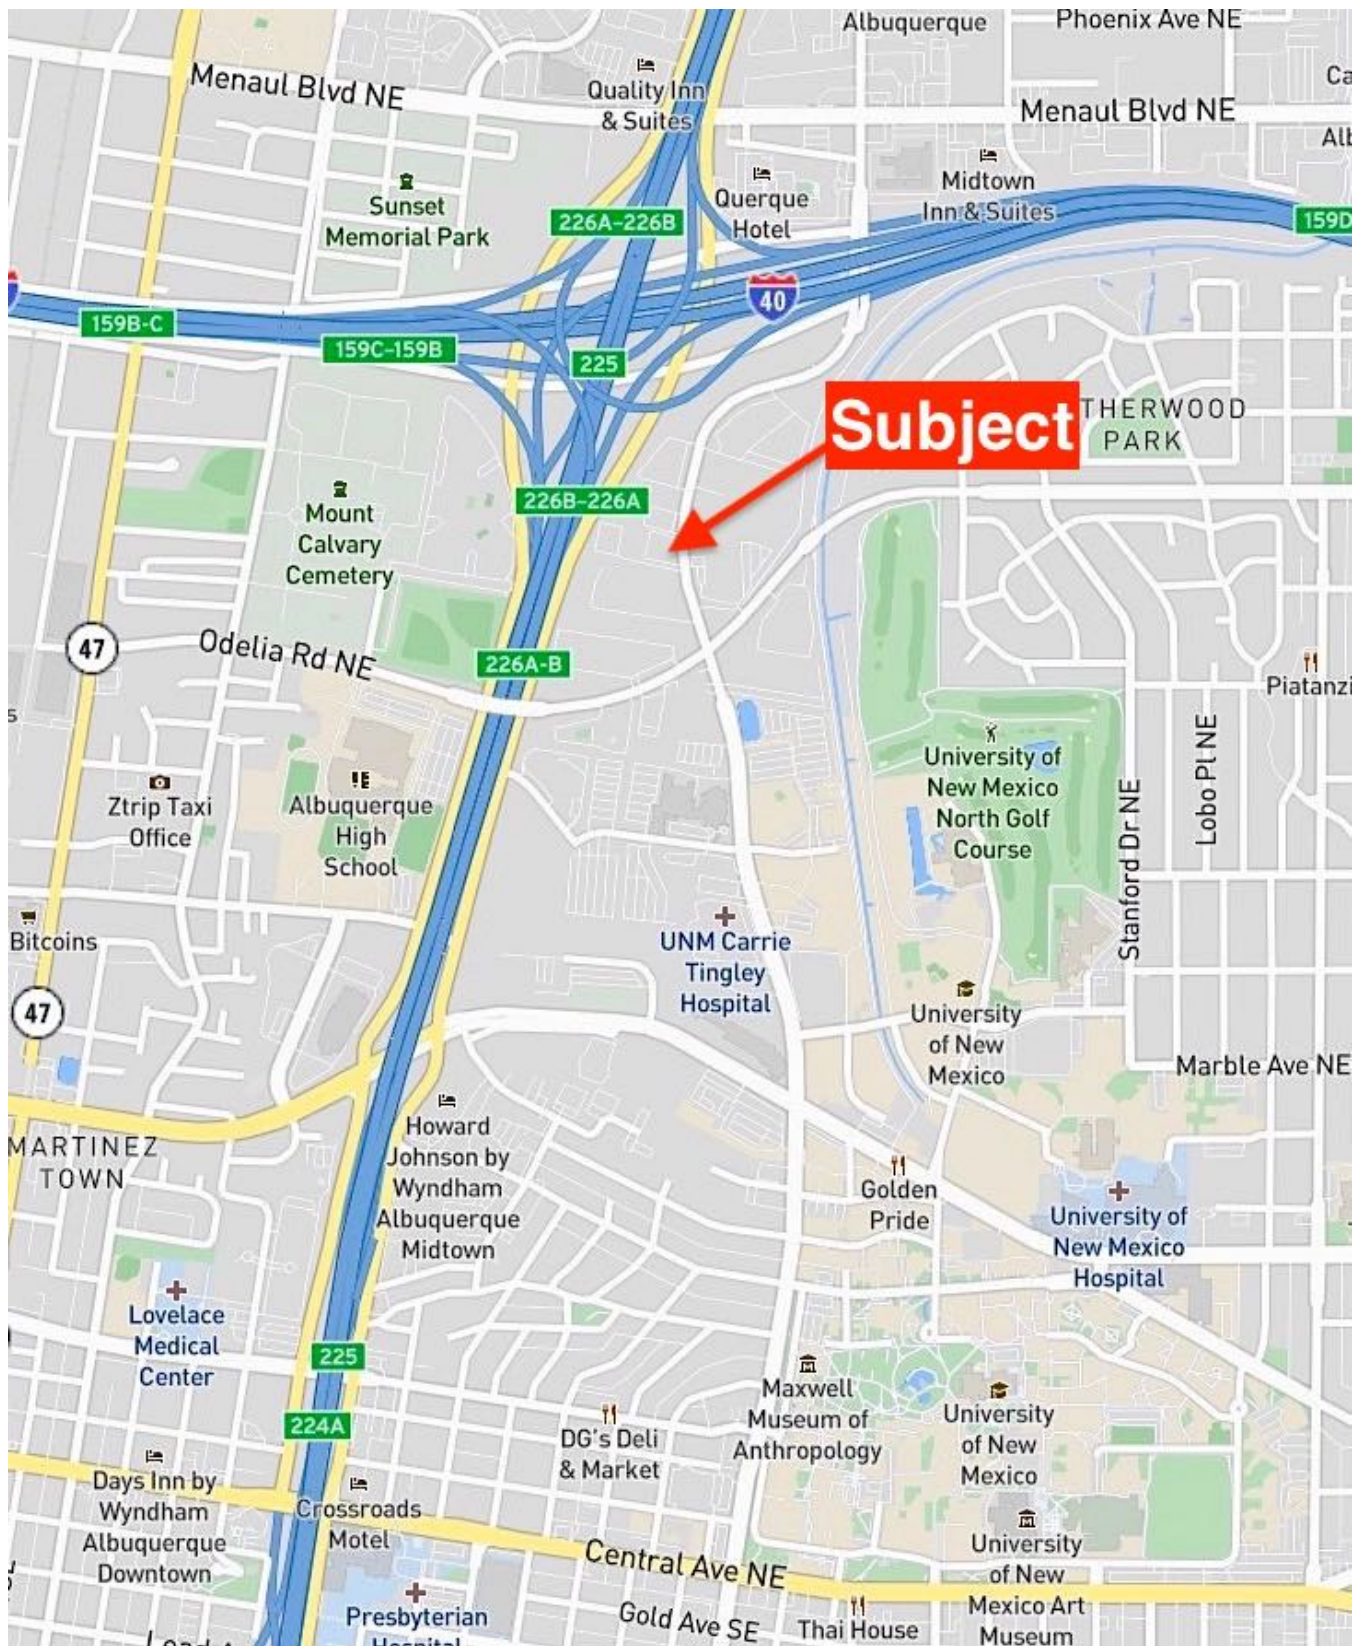 Albuquerque
Phoenix Ave NE
Menaul Blvd NE
Quality Inn
& Suites
Menaul Blvd NE
Sunset
Memorial Park
226A-226B
Querque
Hotel
Midtown
Inn & Suites
159D
40
159B-C
159C-159B
225
Subject
THERWOOD
PARK
226B-226A
Mount
Calvary
Cemetery
47
Odelia Rd NE
226A-B
Piatanzi
Lobo Pl NE
Stanford Dr NE
University of
New Mexico
North Golf
Course
Ztrip Taxi
Office
Albuquerque
High
School
Bitcoins
UNM Carrie
Tingley
Hospital
47
University
of New
Mexico
Marble Ave NE
MARTINEZ
TOWN
Howard
Johnson by
Wyndham
Albuquerque
Midtown
Golden
Pride
University of
New Mexico
Hospital
Lovelace
Medical
Center
225
Maxwell
Museum of
Anthropology
University
of New
Mexico
224A
DG's Deli
& Market
Days Inn by
Wyndham
Albuquerque
Downtown
Crossroads
Motel
Central Ave NE
University
of New
Mexico Art
Museum
Presbyterian
Gold Ave SE
Thai House